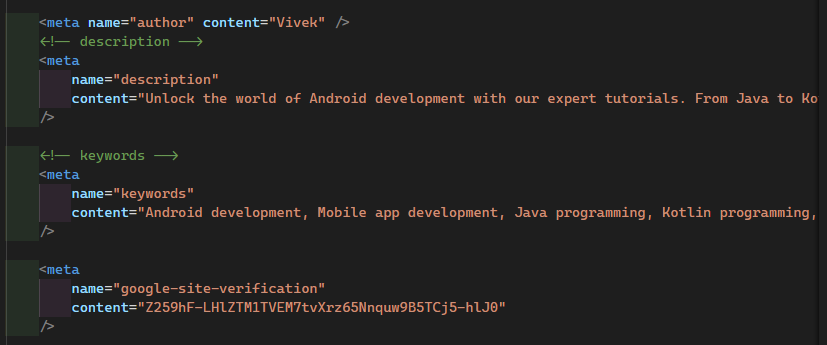 <meta name="author" content="Vivek" />
<!-- description -->
<meta
name="description"
content="Unlock the world of Android development with our expert tutorials. From Java to Ko
/>
<!-- keywords -->
<meta
name="keywords"
content="Android development, Mobile app development, Java programming, Kotlin programming,
/>
<meta
name="google-site-verification"
content="Z259hF-LHlZTM1TVEM7tvXrz65Nnquw9B5TCj5-hlJ0"
/>